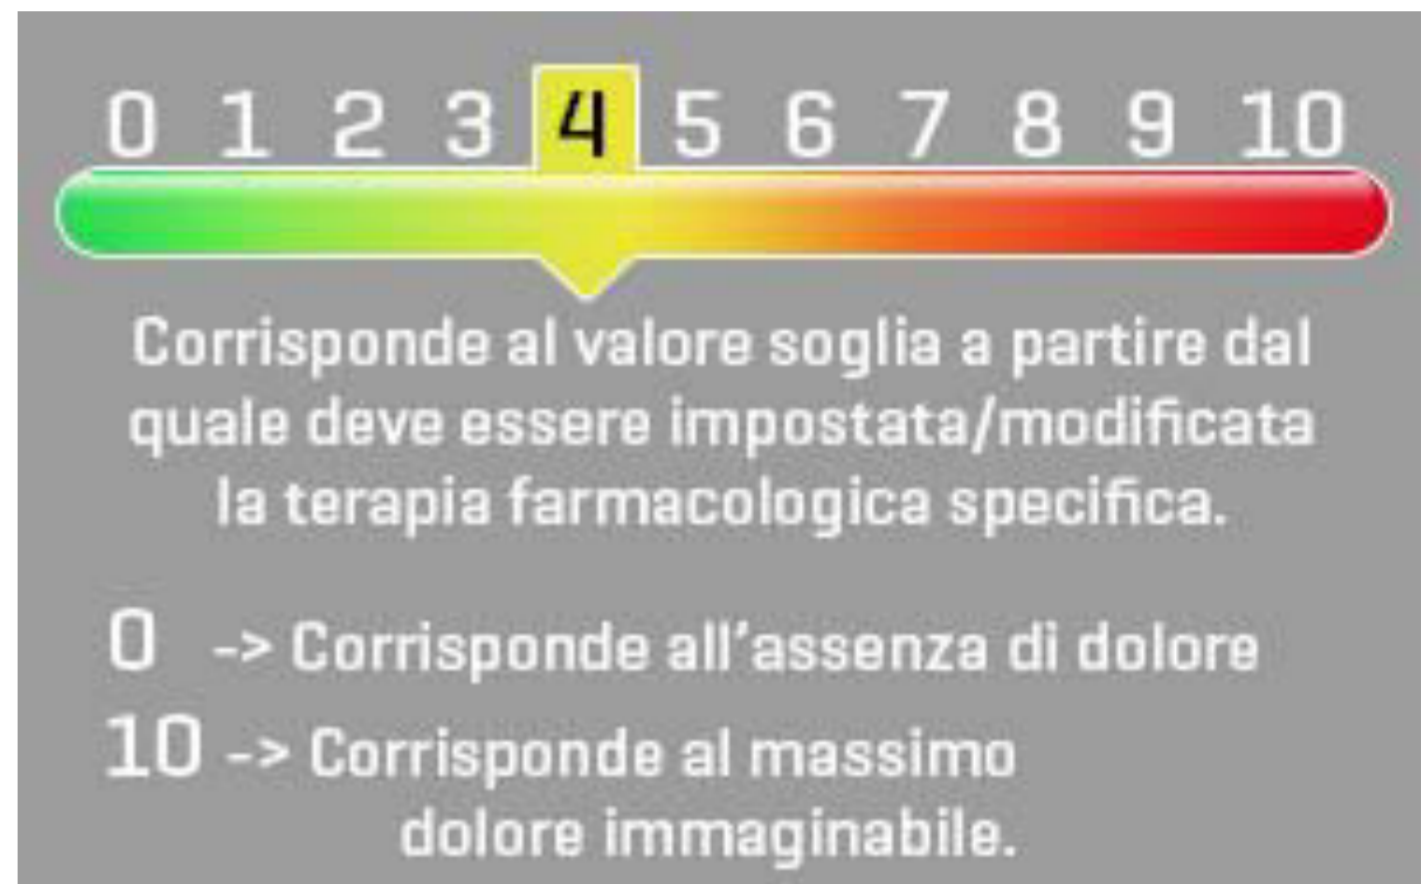 0 1 2 3 4 5 6 7 8 9 10
Corrisponde al valore soglia a partire dal
quale deve essere impostata/modificata
la terapia farmacologica specifica.
0 -> Corrisponde all'assenza di dolore
10 -> Corrisponde al massimo
dolore immaginabile.